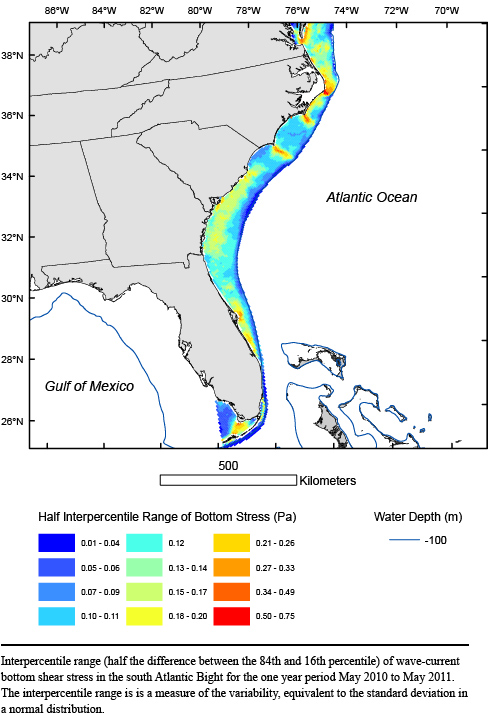 86°W 84°W 82°W 80°W 78°W 76°W 74°W 72°W 70°W
38°N
36°N
36°N
34°N
Atlantic Ocean
32°N
30°N
28°N
Gulf of Mexico
26°N
500
Kilometers
Half Interpercentile Range of Bottom Stress (Pa)
Water Depth (m)
0.01 - 0.04 0.12 0.21 - 0.26 -100
0.05 - 0.06 0.13 - 0.14 0.27 - 0.33
0.07 - 0.09 0.15 - 0.17 0.34 - 0.49
0.10 - 0.11 0.18 - 0.20 0.50 - 0.75
Interpercentile range (half the difference between the 84th and 16th percentile) of wave-current
bottom shear stress in the south Atlantic Bight for the one year period May 2010 to May 2011.
The interpercentile range is is a measure of the variability, equivalent to the standard deviation in
a normal distribution.